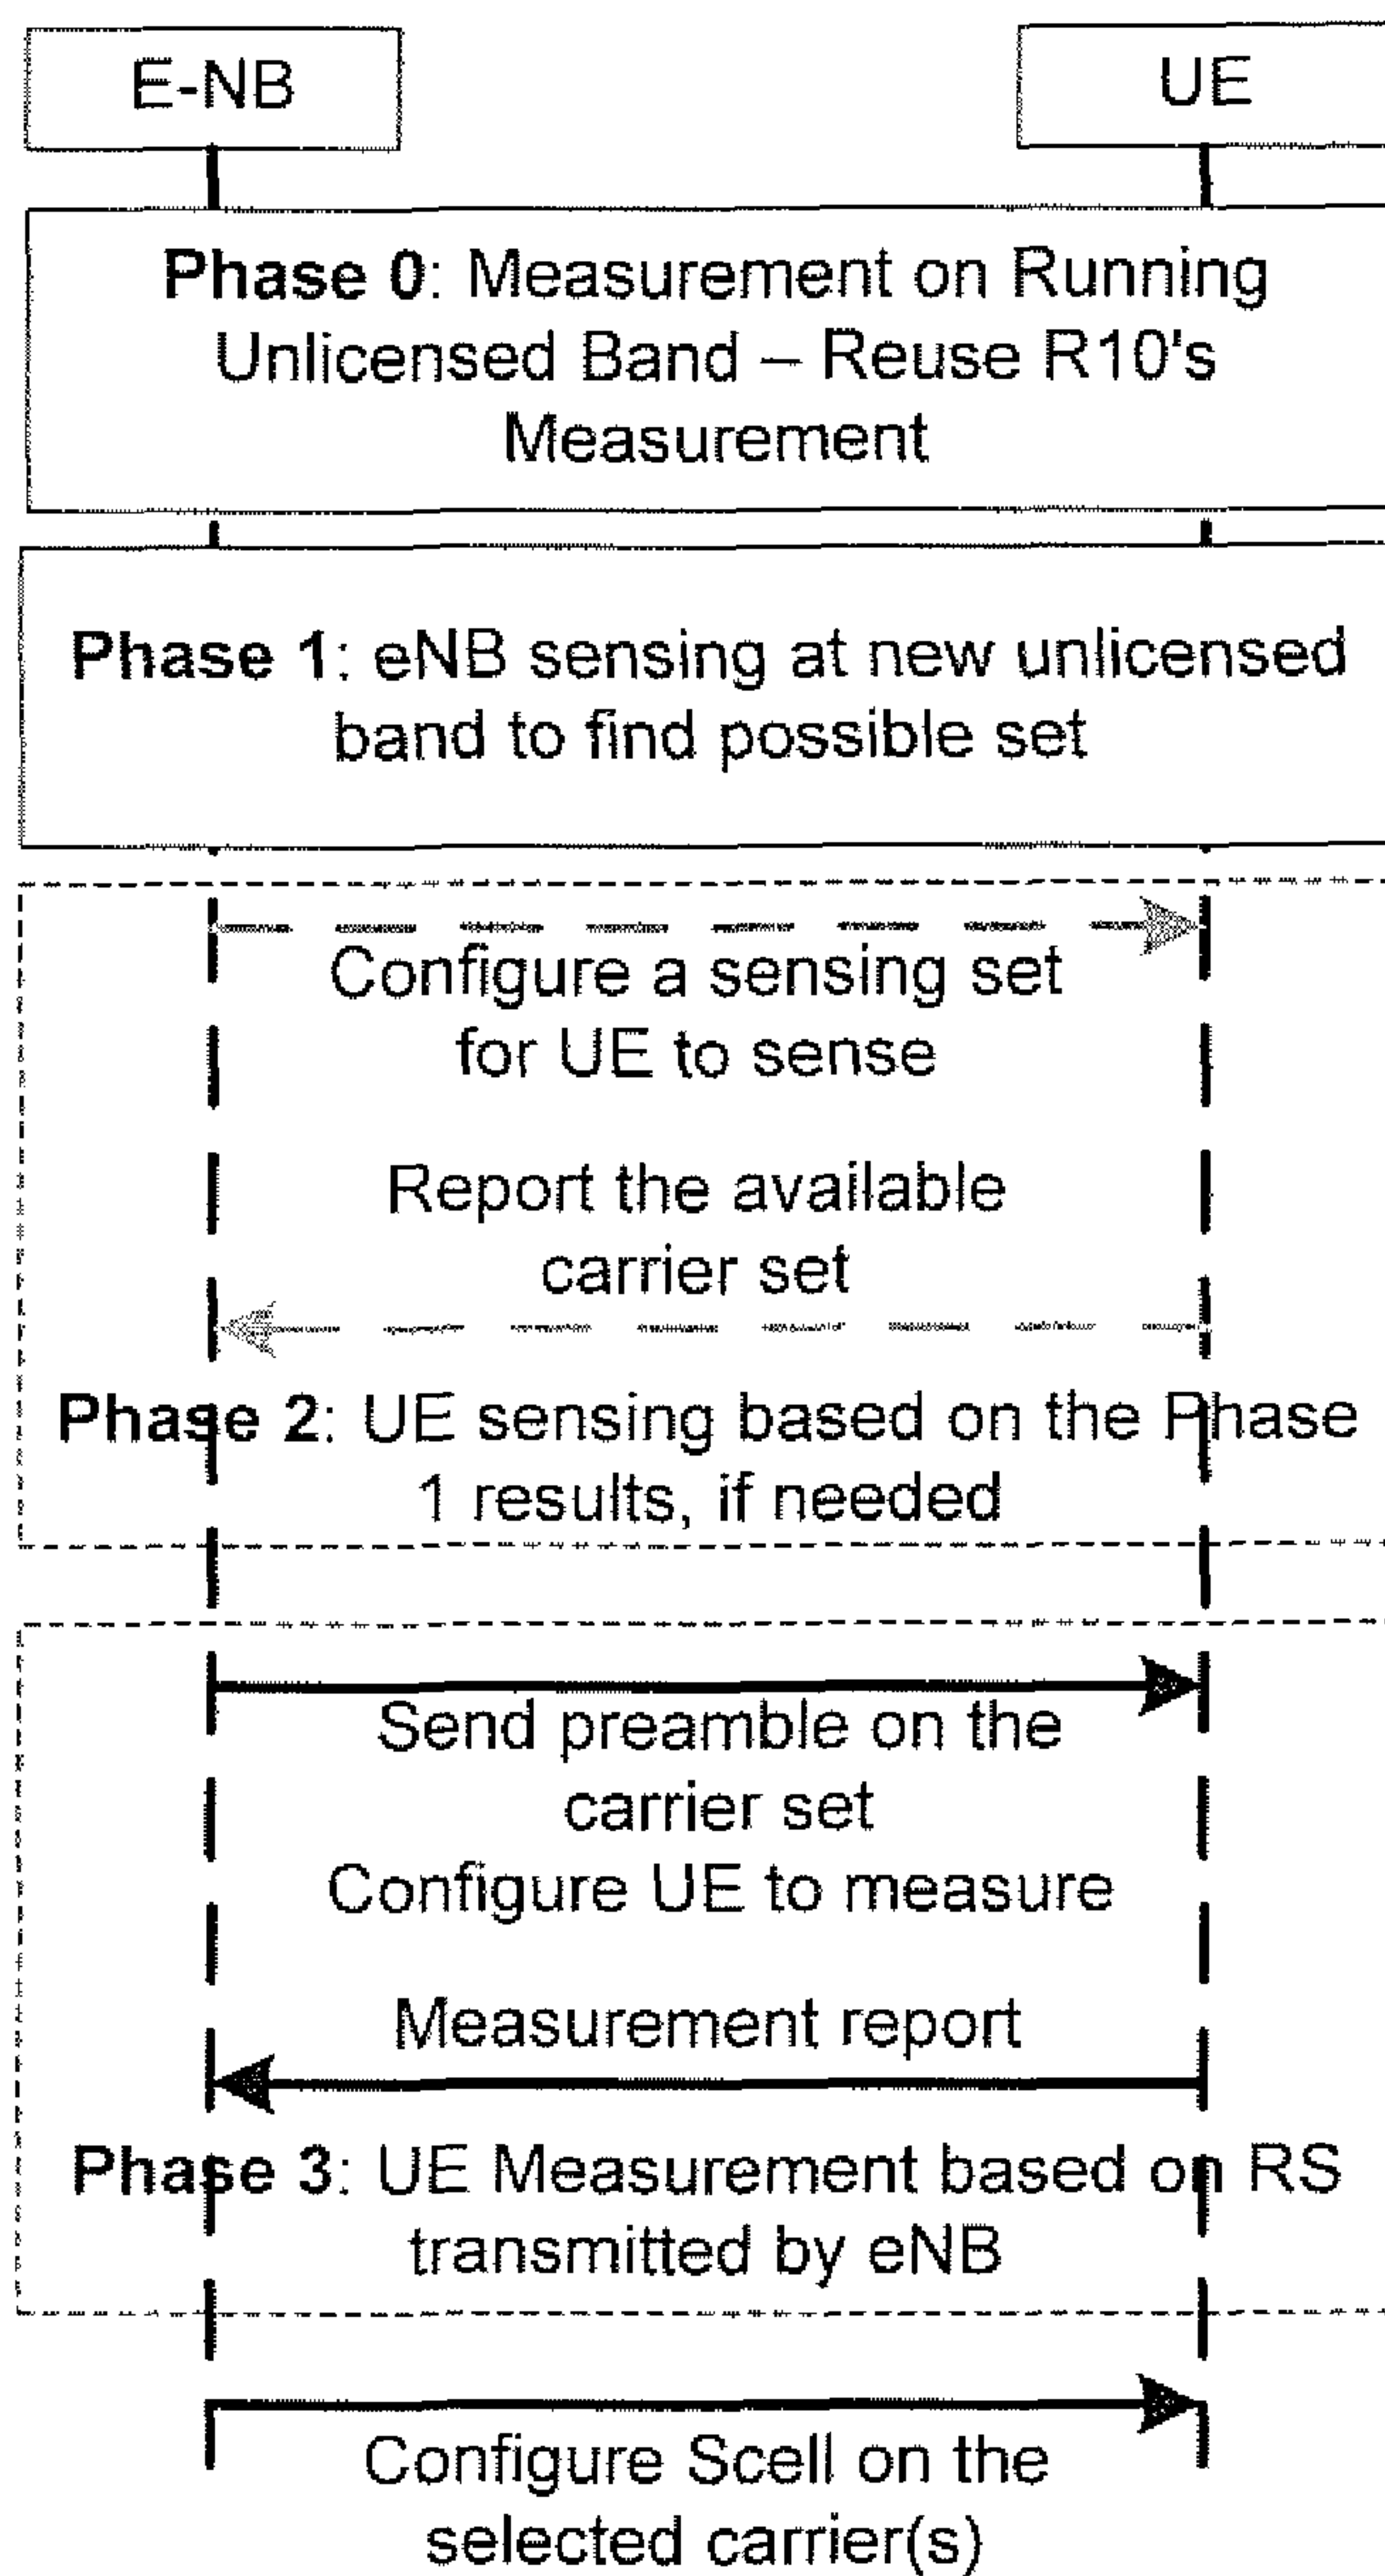 E-NB
UE
Phase 0: Measurement on Running
Unlicensed Band – Reuse R10's
Measurement
Phase 1: eNB sensing at new unlicensed
band to find possible set
Configure a sensing set
for UE to sense
Report the available
carrier set
Phase 2: UE sensing based on the Phase
1 results, if needed
Send preamble on the
carrier set
Configure UE to measure
Measurement report
Phase 3: UE Measurement based on RS
transmitted by eNB
Configure Scell on the
selected carrier(s)